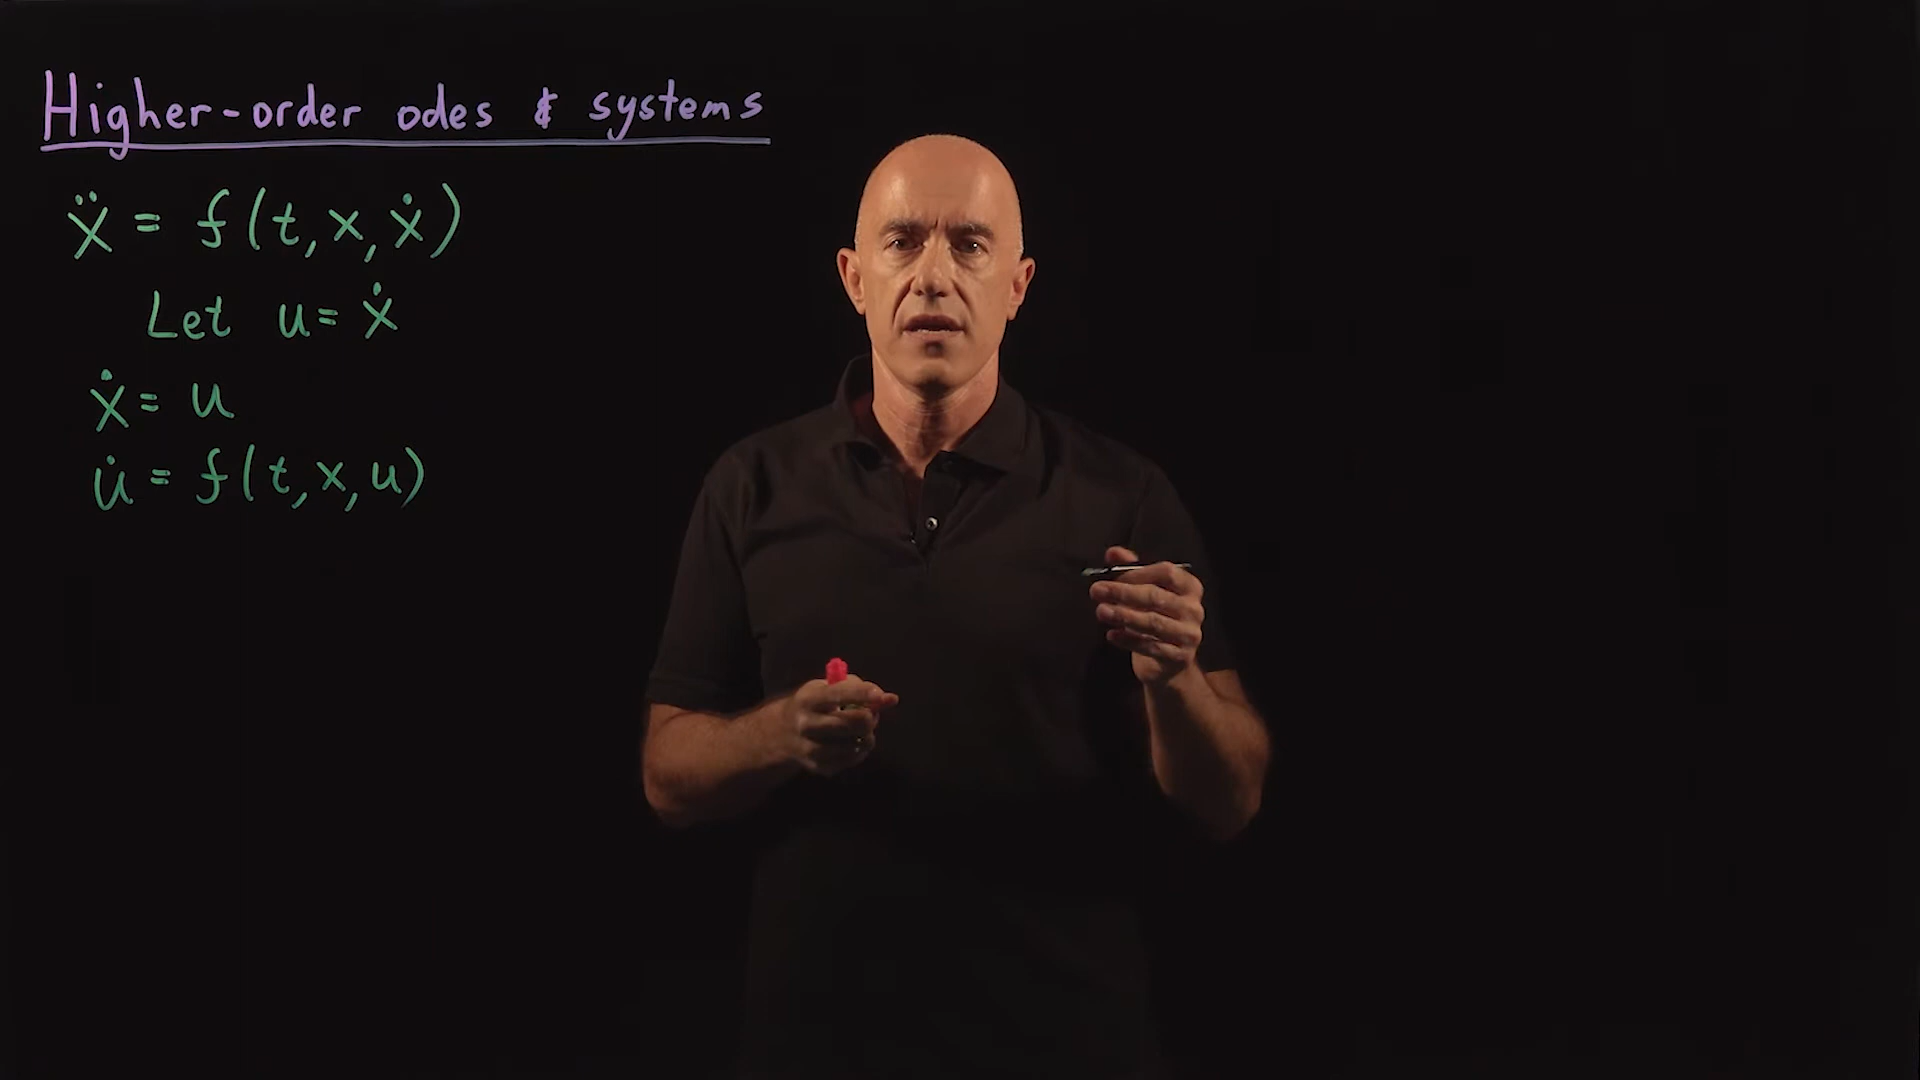 Higher-order odes & systems
ẍ = f(t, x, ẋ)
Let u = ẋ
ẋ = u
u̇ = f(t, x, u)